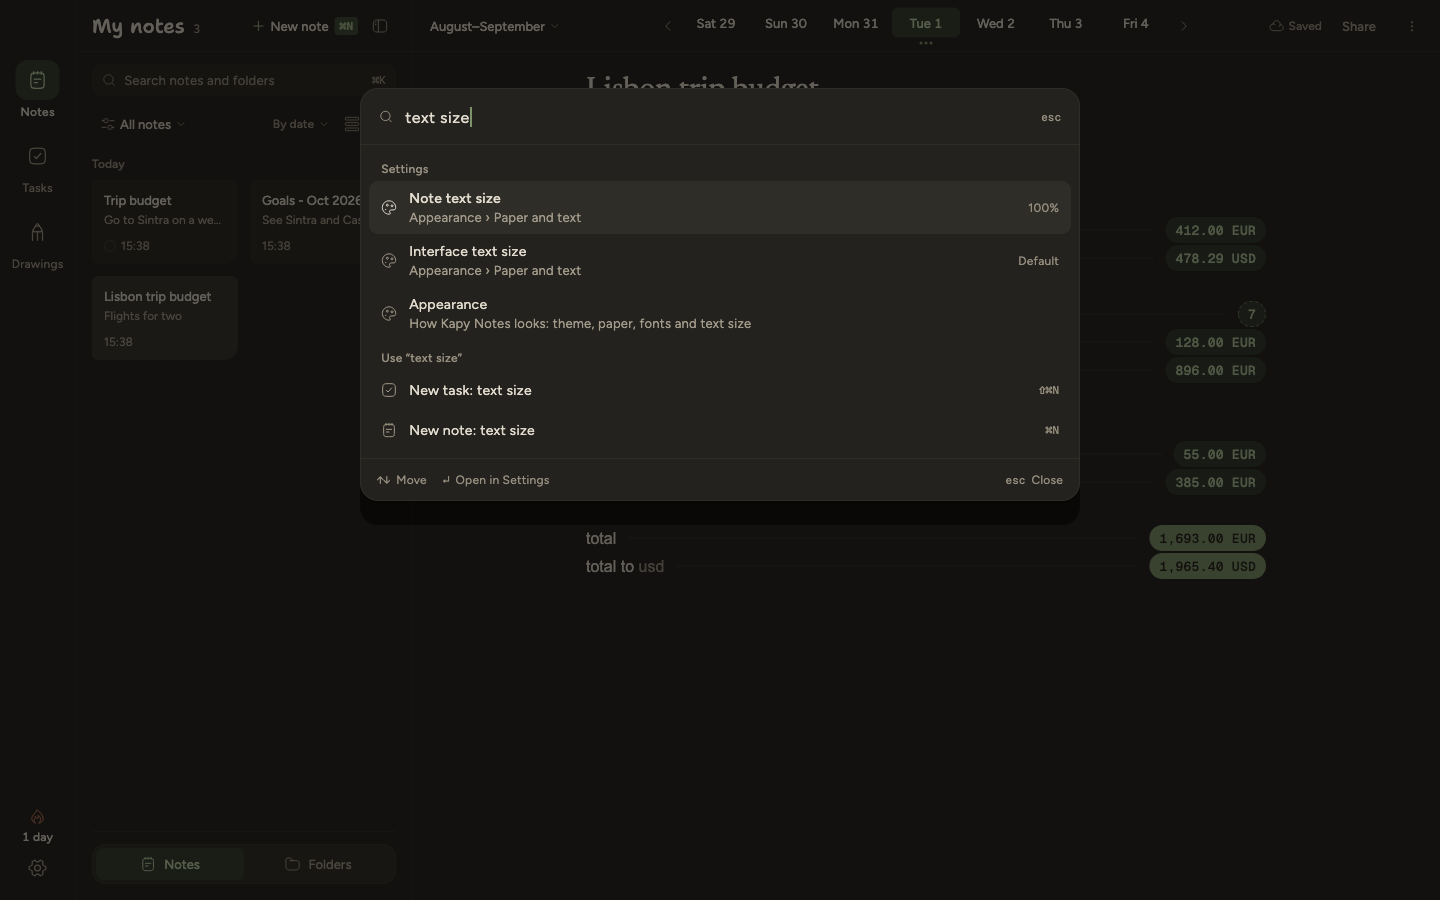 My notes 3
New note ⌘N
August–September
Sat 29
Sun 30
Mon 31
Tue 1
Wed 2
Thu 3
Fri 4
Saved
Share
Notes
Tasks
Drawings
Search notes and folders ⌘K
All notes
By date
Today
Trip budget
Go to Sintra on a we...
15:38
Goals - Oct 2026
See Sintra and Cas
15:38
Lisbon trip budget
Flights for two
15:38
Lisbon trip budget
text size
esc
Settings
Note text size
Appearance › Paper and text
100%
Interface text size
Appearance › Paper and text
Default
Appearance
How Kapy Notes looks: theme, paper, fonts and text size
Use “text size”
New task: text size
⇧⌘N
New note: text size
⌘N
Move
Open in Settings
esc Close
412.00 EUR
478.29 USD
7
128.00 EUR
896.00 EUR
55.00 EUR
385.00 EUR
total
1,693.00 EUR
total to usd
1,965.40 USD
1 day
Notes
Folders